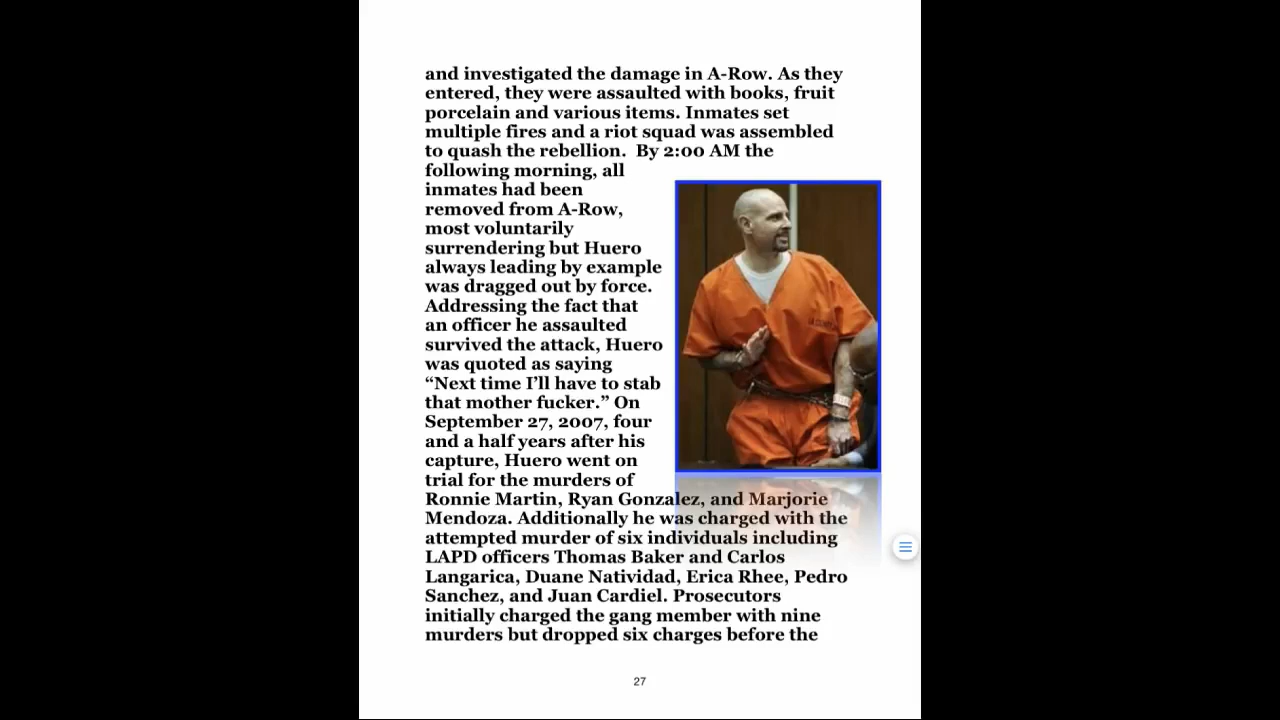 and investigated the damage in A-Row. As they
entered, they were assaulted with books, fruit
porcelain and various items. Inmates set
multiple fires and a riot squad was assembled
to quash the rebellion.  By 2:00 AM the
following morning, all
inmates had been
removed from A-Row,
most voluntarily
surrendering but Huero
always leading by example
was dragged out by force.
Addressing the fact that
an officer he assaulted
survived the attack, Huero
was quoted as saying
“Next time I’ll have to stab
that mother fucker.” On
September 27, 2007, four
and a half years after his
capture, Huero went on
trial for the murders of
Ronnie Martin, Ryan Gonzalez, and Marjorie
Mendoza. Additionally he was charged with the
attempted murder of six individuals including
LAPD officers Thomas Baker and Carlos
Langarica, Duane Natividad, Erica Rhee, Pedro
Sanchez, and Juan Cardiel. Prosecutors
initially charged the gang member with nine
murders but dropped six charges before the
27